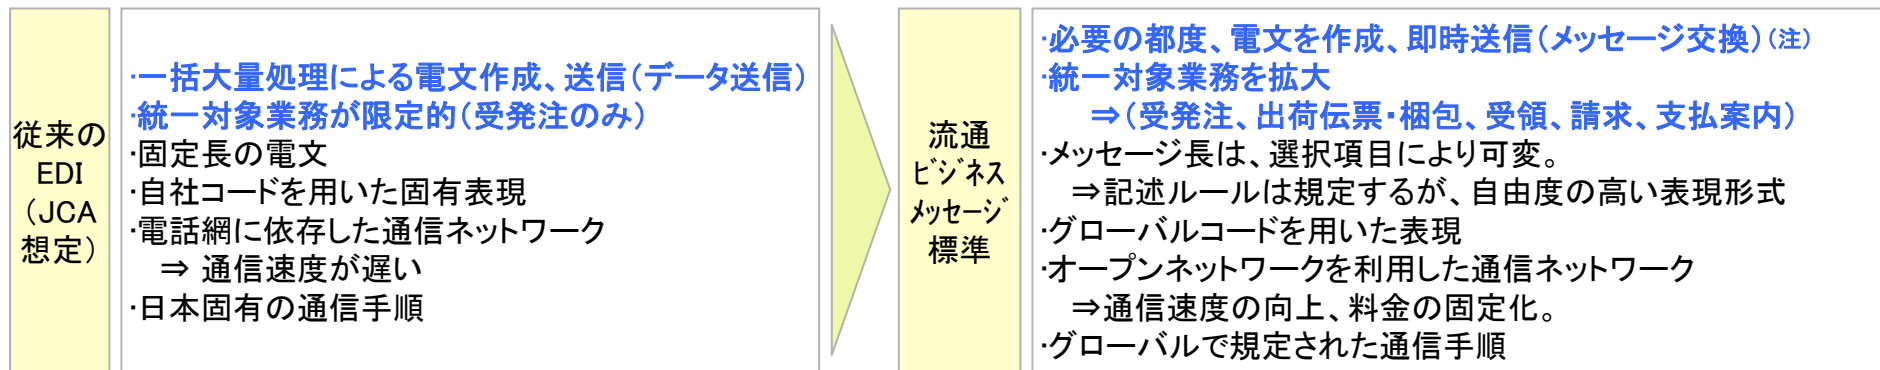 従来の
EDI
（JCA
想定）
・一括大量処理による電文作成、送信（データ送信）
・統一対象業務が限定的（受発注のみ）
・固定長の電文
・自社コードを用いた固有表現
・電話網に依存した通信ネットワーク
⇒ 通信速度が遅い
・日本固有の通信手順
流通
ﾋﾞｼﾞﾈｽ
ﾒｯｾｰｼﾞ
標準
・必要の都度、電文を作成、即時送信（メッセージ交換）（注）
・統一対象業務を拡大
⇒（受発注、出荷伝票・梱包、受領、請求、支払案内）
・メッセージ長は、選択項目により可変。
⇒記述ルールは規定するが、自由度の高い表現形式
・グローバルコードを用いた表現
・オープンネットワークを利用した通信ネットワーク
⇒通信速度の向上、料金の固定化。
・グローバルで規定された通信手順